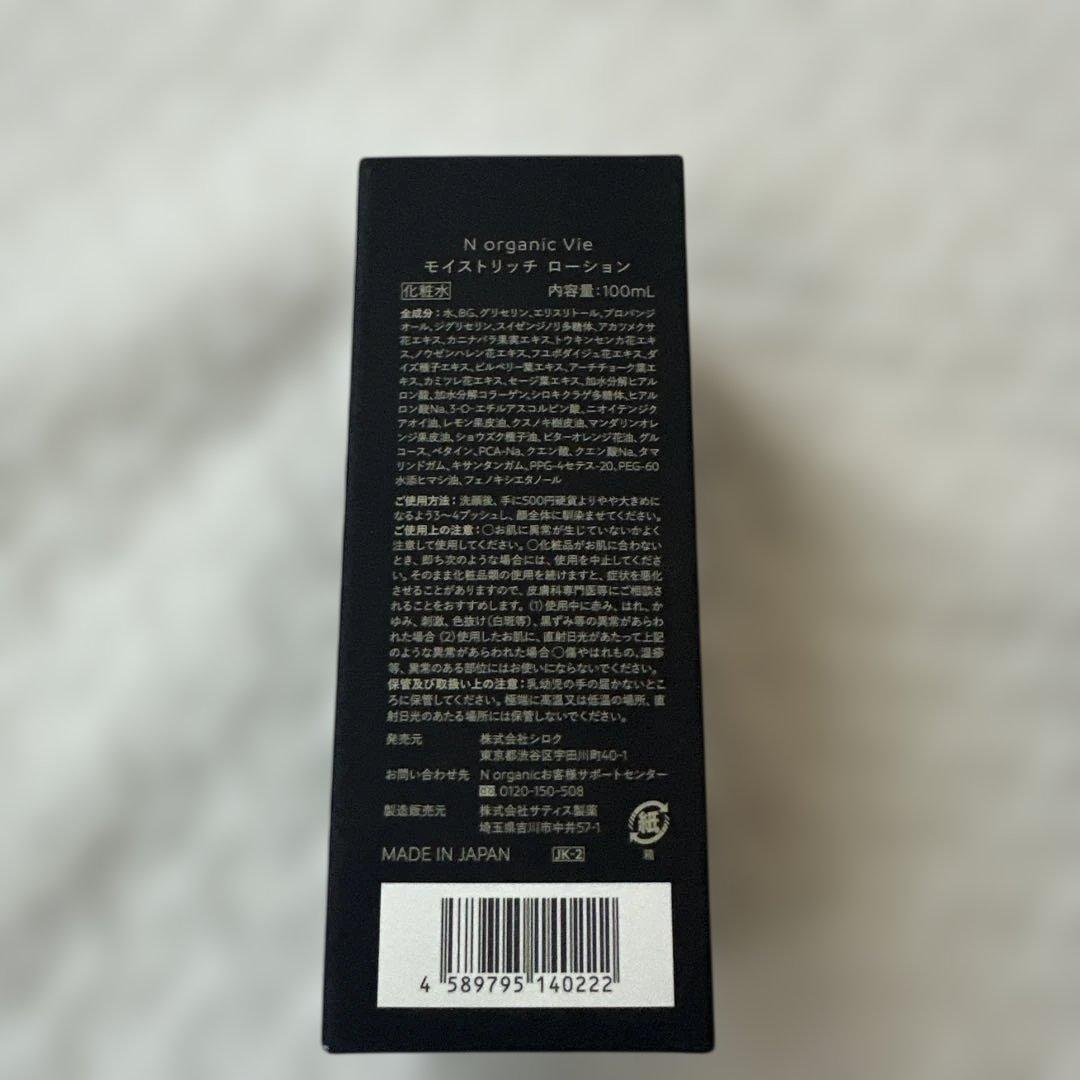 N organic Vie
モイストリッチ ローション
化粧水 内容量：100mL
全成分：水、BG、グリセリン、エリスリトール、プロパンジ
オール、ジグリセリン、スイゼンジノリ多糖体、アカツメクサ
花エキス、カニナバラ果実エキス、トウキンセンカ花エキ
ス、ノウゼンハレン花エキス、フユボダイジュ花エキス、ダ
イズ種子エキス、ビルベリー葉エキス、アーチチョーク葉エ
キス、カミツレ花エキス、セージ葉エキス、加水分解ヒアル
ロン酸、加水分解コラーゲン、シロキクラゲ多糖体、ヒアル
ロン酸Na、3-O-エチルアスコルビン酸、ニオイテンジク
アオイ油、レモン果皮油、クスノキ樹皮油、マンダリンオレ
ンジ果皮油、ショウズク種子油、ビターオレンジ花油、グル
コース、ベタイン、PCA-Na、クエン酸、クエン酸Na、タマ
リンドガム、キサンタンガム、PPG-4セテス-20、PEG-60
水添ヒマシ油、フェノキシエタノール
ご使用方法：洗顔後、手に500円硬貨よりやや大きめに
なるよう3〜4プッシュし、顔全体に馴染ませてください。
ご使用上の注意：○お肌に異常が生じていないかよく
注意して使用してください。○化粧品がお肌に合わない
とき、即ち次のような場合には、使用を中止してくださ
い。そのまま化粧品類の使用を続けますと、症状を悪化
させることがありますので、皮膚科専門医等にご相談さ
れることをおすすめします。（1）使用中に赤み、はれ、か
ゆみ、刺激、色抜け（白斑等）、黒ずみ等の異常があらわ
れた場合（2）使用したお肌に、直射日光があたって上記
のような異常があらわれた場合○傷やはれもの、湿疹
等、異常のある部位にはお使いにならないでください。
保管及び取扱い上の注意：乳幼児の手の届かないとこ
ろに保管してください。極端に高温又は低温の場所、直
射日光のあたる場所には保管しないでください。
発売元 株式会社シロク
東京都渋谷区宇田川町40-1
お問い合わせ先 N organicお客様サポートセンター
0120-150-508
製造販売元 株式会社サティス製薬
埼玉県吉川市中井57-1
紙
箱
MADE IN JAPAN JK-2
4 589795 140222